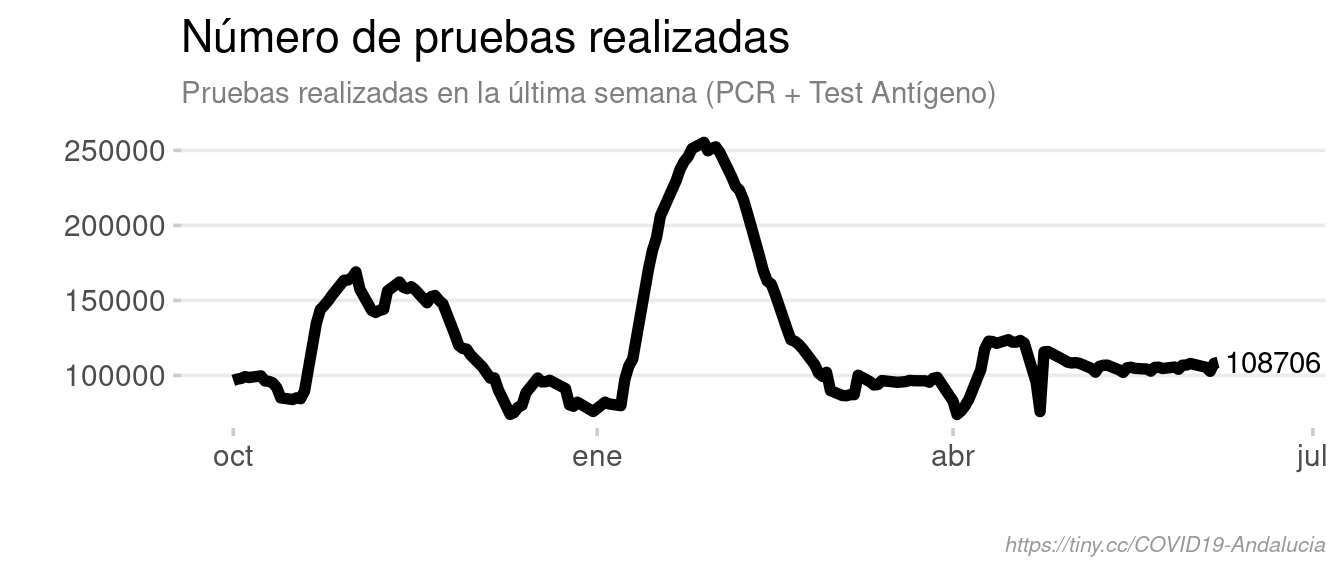 Número de pruebas realizadas
Pruebas realizadas en la última semana (PCR + Test Antígeno)
250000
200000
150000
100000
108706
oct ene abr jul
https://tiny.cc/COVID19-Andalucia